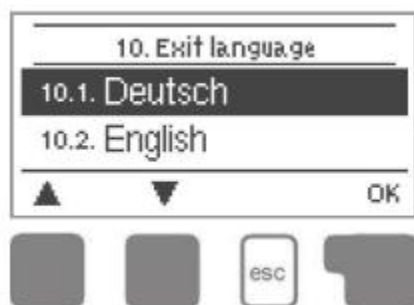 10. Exit language
10.1. Deutsch
10.2. English
▲ ▼ OK
esc